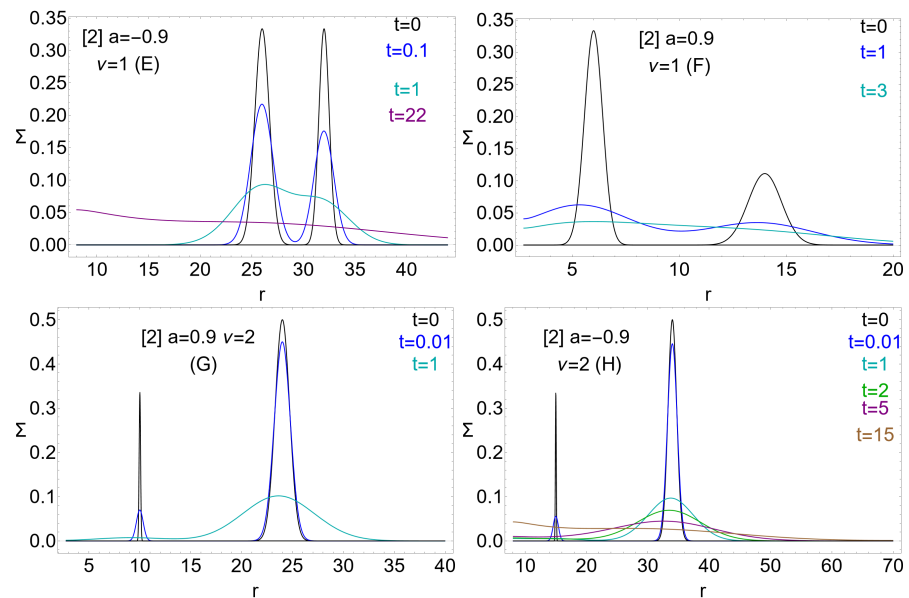 [2] a=−0.9
ν=1 (E)
t=0
t=0.1
t=1
t=22
0.35
0.30
0.25
0.20
0.15
0.10
0.05
0.00
Σ
10 15 20 25 30 35 40
r
[2] a=0.9
ν=1 (F)
t=0
t=1
t=3
0.35
0.30
0.25
0.20
0.15
0.10
0.05
0.00
Σ
5 10 15 20
r
[2] a=0.9 ν=2
(G)
t=0
t=0.01
t=1
0.5
0.4
0.3
0.2
0.1
0.0
Σ
5 10 15 20 25 30 35 40
r
[2] a=−0.9
ν=2 (H)
t=0
t=0.01
t=1
t=2
t=5
t=15
0.5
0.4
0.3
0.2
0.1
0.0
Σ
10 20 30 40 50 60 70
r